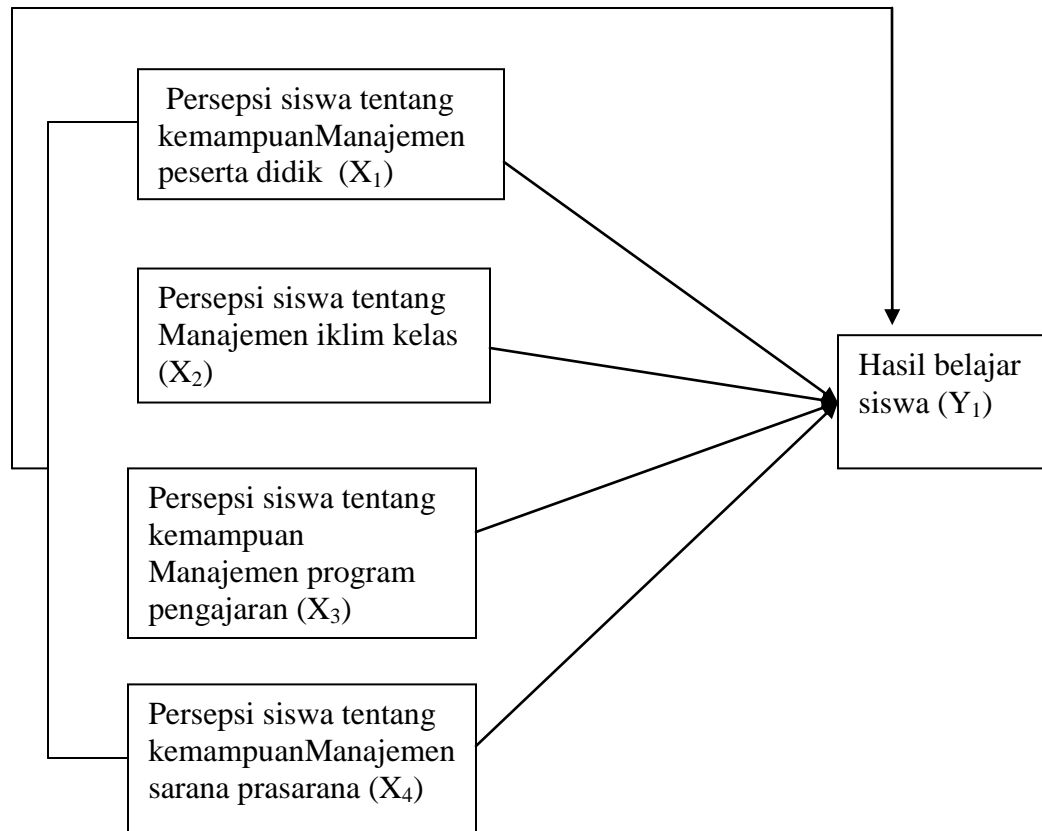 Persepsi siswa tentang
kemampuanManajemen
peserta didik (X₁)
Persepsi siswa tentang
Manajemen iklim kelas
(X₂)
Hasil belajar
siswa (Y₁)
Persepsi siswa tentang
kemampuan
Manajemen program
pengajaran (X₃)
Persepsi siswa tentang
kemampuanManajemen
sarana prasarana (X₄)